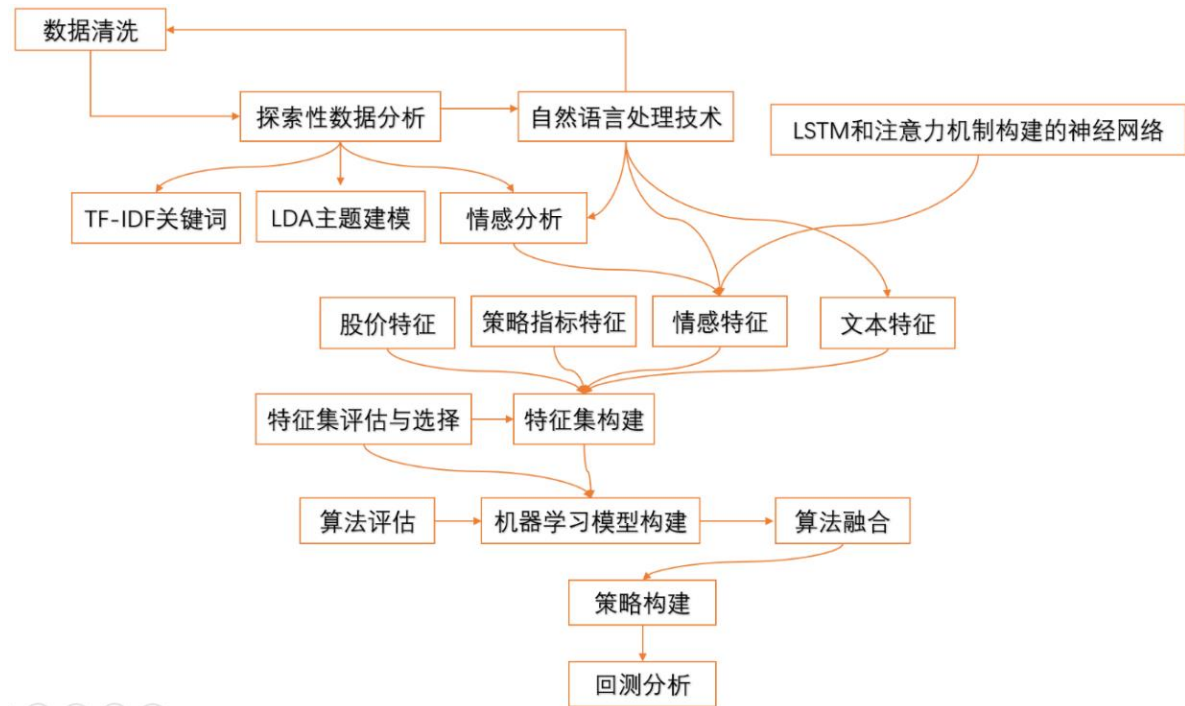 数据清洗
探索性数据分析
自然语言处理技术
LSTM和注意力机制构建的神经网络
TF-IDF关键词
LDA主题建模
情感分析
股价特征
策略指标特征
情感特征
文本特征
特征集评估与选择
特征集构建
算法评估
机器学习模型构建
算法融合
策略构建
回测分析